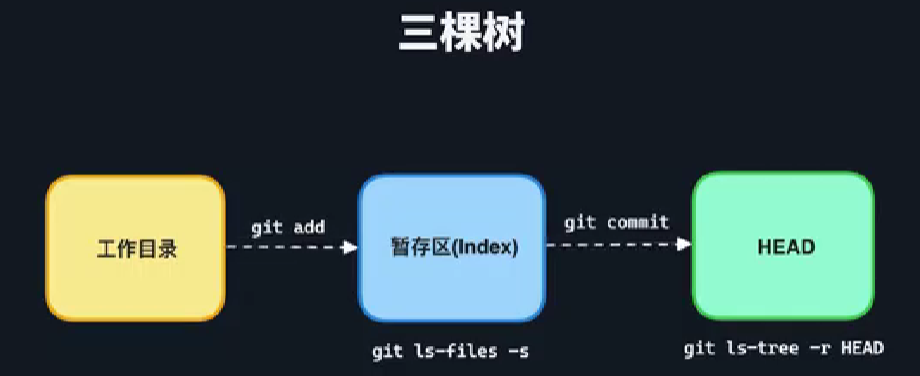 三棵树
git add
git commit
工作目录
暂存区(Index)
HEAD
git ls-files -s
git ls-tree -r HEAD